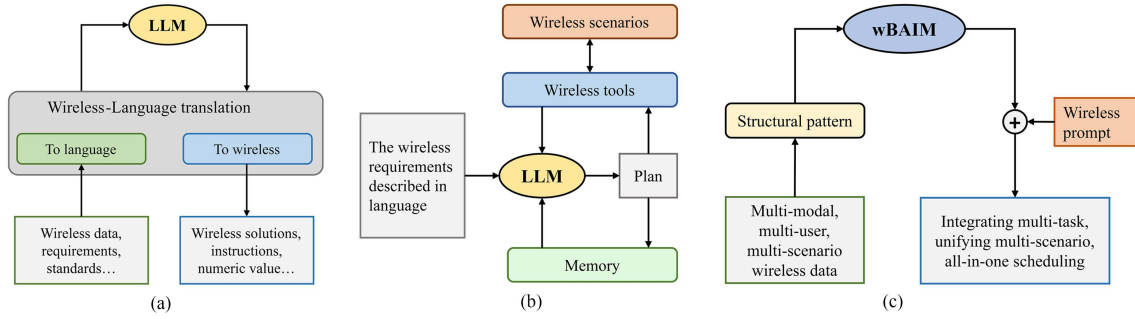 LLM
Wireless-Language translation
To language
To wireless
Wireless data,
requirements,
standards…
Wireless solutions,
instructions,
numeric value…
(a)
Wireless scenarios
Wireless tools
The wireless
requirements
described in
language
LLM
Plan
Memory
(b)
wBAIM
Structural pattern
+
Wireless
prompt
Multi-modal,
multi-user,
multi-scenario
wireless data
Integrating multi-task,
unifying multi-scenario,
all-in-one scheduling
(c)